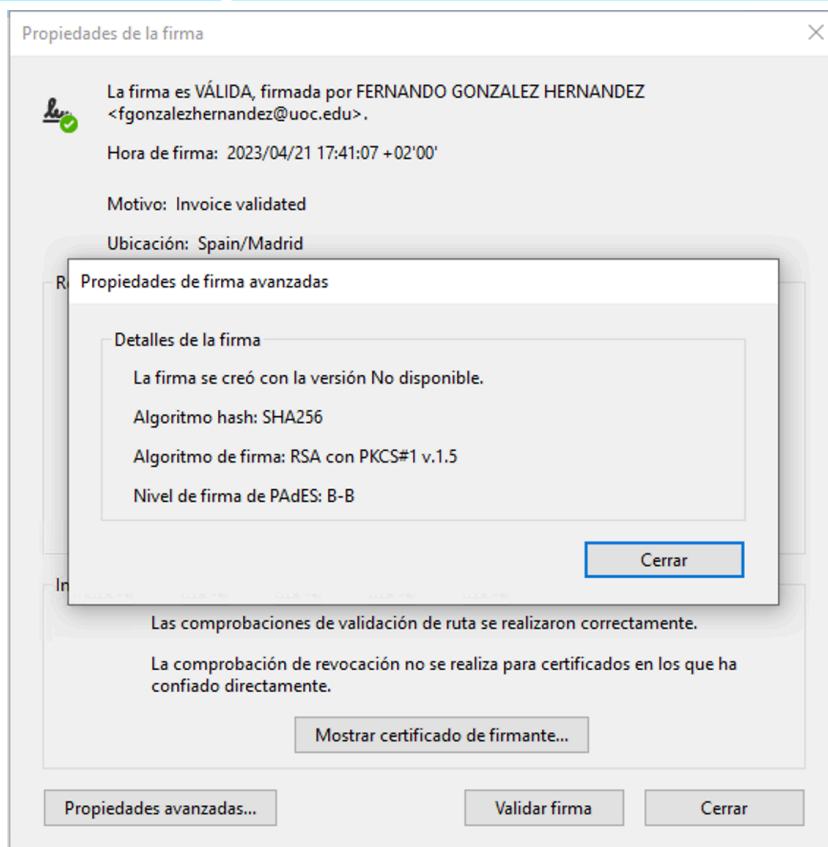 Propiedades de la firma
La firma es VÁLIDA, firmada por FERNANDO GONZALEZ HERNANDEZ
<fgonzalezhernandez@uoc.edu>.
Hora de firma: 2023/04/21 17:41:07 +02'00'
Motivo: Invoice validated
Ubicación: Spain/Madrid
Propiedades de firma avanzadas
Detalles de la firma
La firma se creó con la versión No disponible.
Algoritmo hash: SHA256
Algoritmo de firma: RSA con PKCS#1 v.1.5
Nivel de firma de PAdES: B-B
Cerrar
Las comprobaciones de validación de ruta se realizaron correctamente.
La comprobación de revocación no se realiza para certificados en los que ha
confiado directamente.
Mostrar certificado de firmante...
Propiedades avanzadas... Validar firma Cerrar